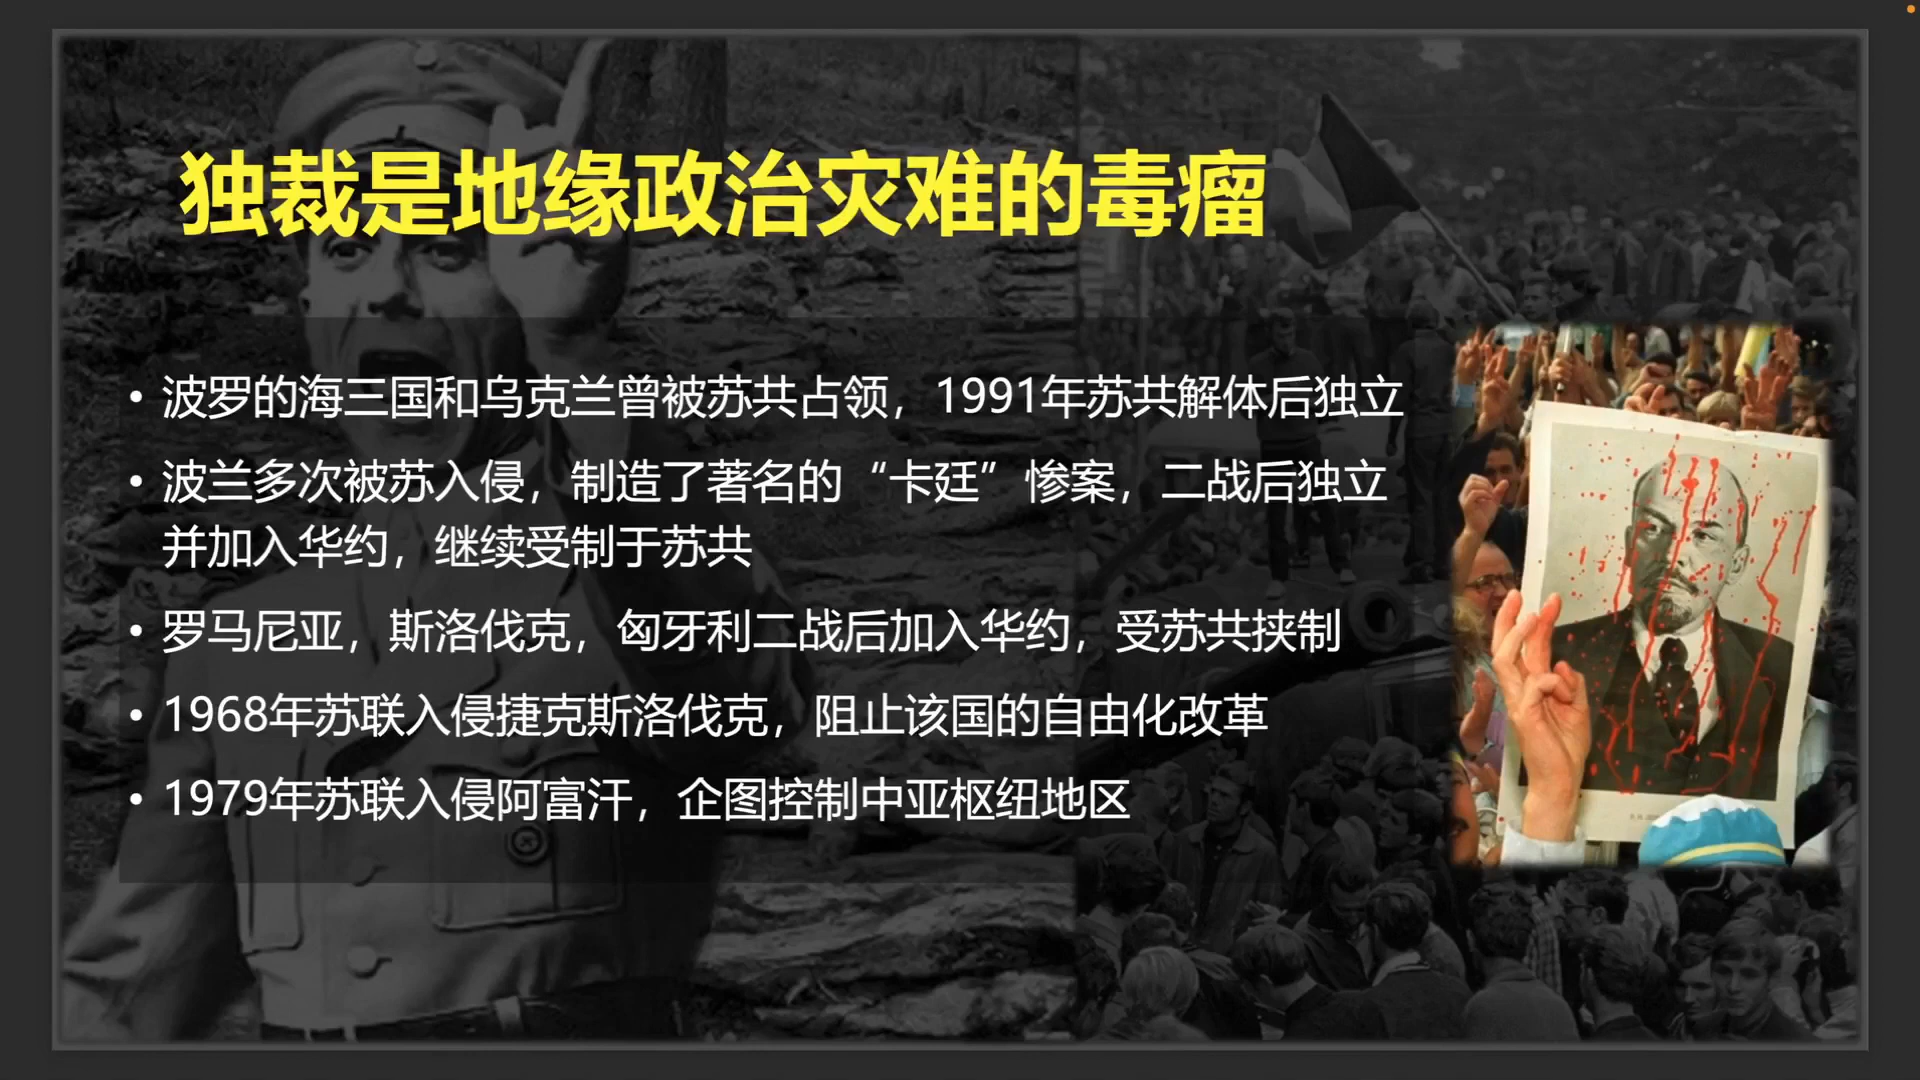 独裁是地缘政治灾难的毒瘤
• 波罗的海三国和乌克兰曾被苏共占领，1991年苏共解体后独立
• 波兰多次被苏入侵，制造了著名的“卡廷”惨案，二战后独立
并加入华约，继续受制于苏共
• 罗马尼亚，斯洛伐克，匈牙利二战后加入华约，受苏共挟制
• 1968年苏联入侵捷克斯洛伐克，阻止该国的自由化改革
• 1979年苏联入侵阿富汗，企图控制中亚枢纽地区